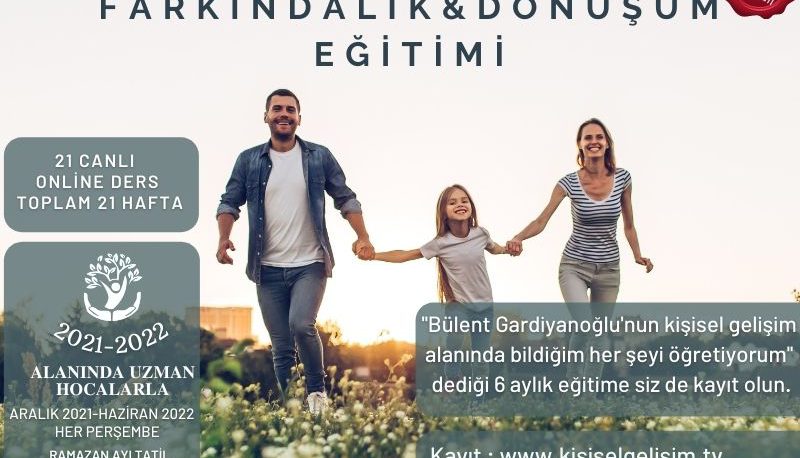 FARKINDALIK&DÖNÜŞÜM
EĞİTİMİ
21 CANLI
ONLINE DERS
TOPLAM 21 HAFTA
2021-2022
ALANINDA UZMAN
HOCALARLA
ARALIK 2021-HAZİRAN 2022
HER PERŞEMBE
RAMAZAN AYI TATİL
"Bülent Gardiyanoğlu'nun kişisel gelişim
alanında bildiğim her şeyi öğretiyorum"
dediği 6 aylık eğitime siz de kayıt olun.
Kayıt : www.kisiselgelisim.tv